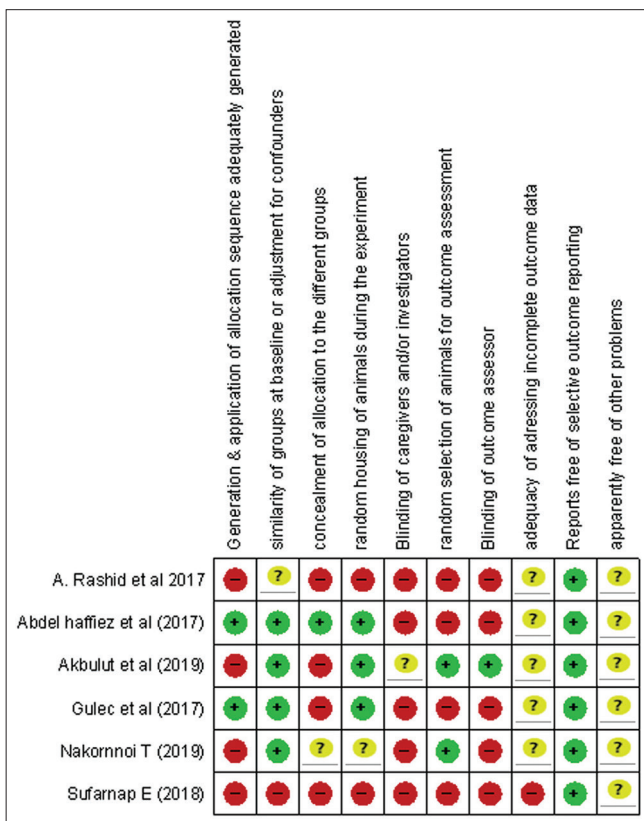 Generation & application of allocation sequence adequately generated
similarity of groups at baseline or adjustment for confounders
concealment of allocation to the different groups
random housing of animals during the experiment
Blinding of caregivers and/or investigators
random selection of animals for outcome assessment
Blinding of outcome assessor
adequacy of adressing incomplete outcome data
Reports free of selective outcome reporting
apparently free of other problems
A. Rashid et al 2017 - ? - - - - - ? + ?
Abdel haffiez et al (2017) + + + + - - - ? + ?
Akbulut et al (2019) - + - + ? + + ? + ?
Gulec et al (2017) + + - + - - - ? + ?
Nakornnoi T (2019) - + ? ? - + - ? + ?
Sufarnap E (2018) - - - - - - - - + ?